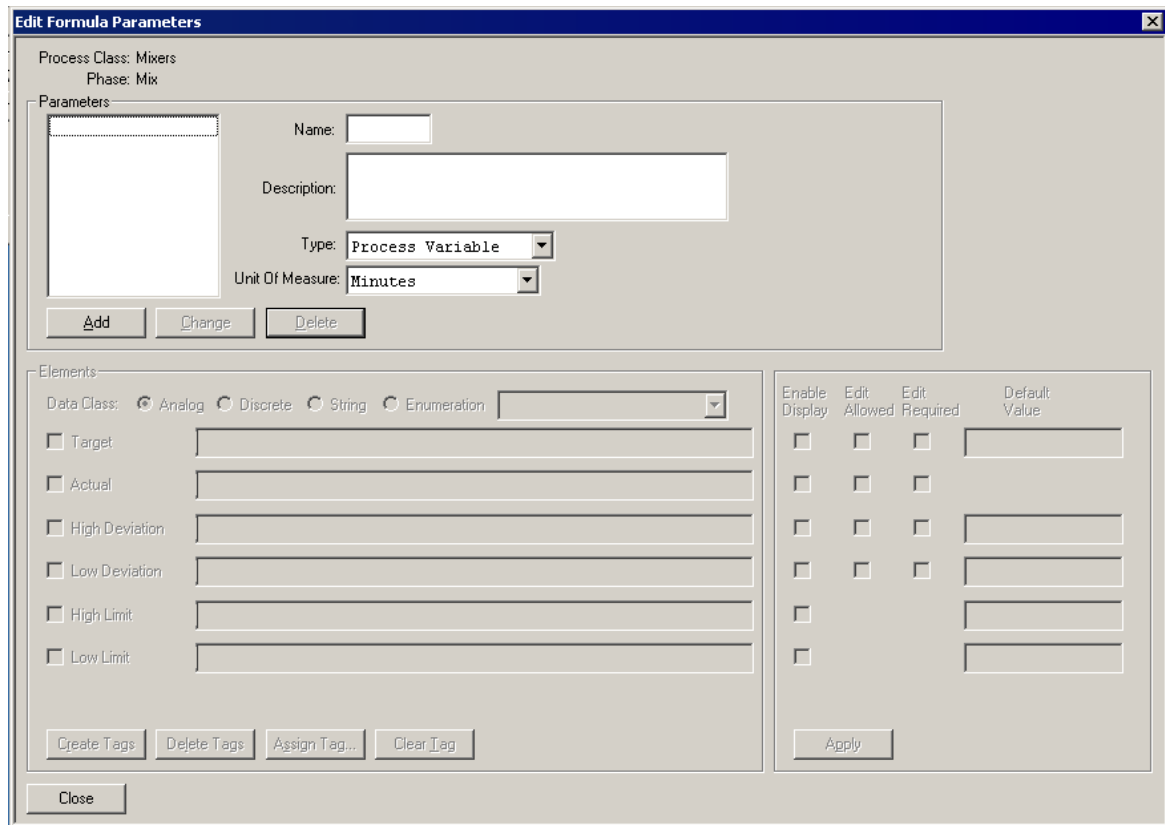 Edit Formula Parameters
Process Class: Mixers
Phase: Mix
Parameters
Name:
Description:
Type: Process Variable
Unit Of Measure: Minutes
Add Change Delete
Elements
Data Class: Analog Discrete String Enumeration
Enable Display Edit Allowed Edit Required Default Value
Target
Actual
High Deviation
Low Deviation
High Limit
Low Limit
Create Tags Delete Tags Assign Tag... Clear Tag Apply
Close